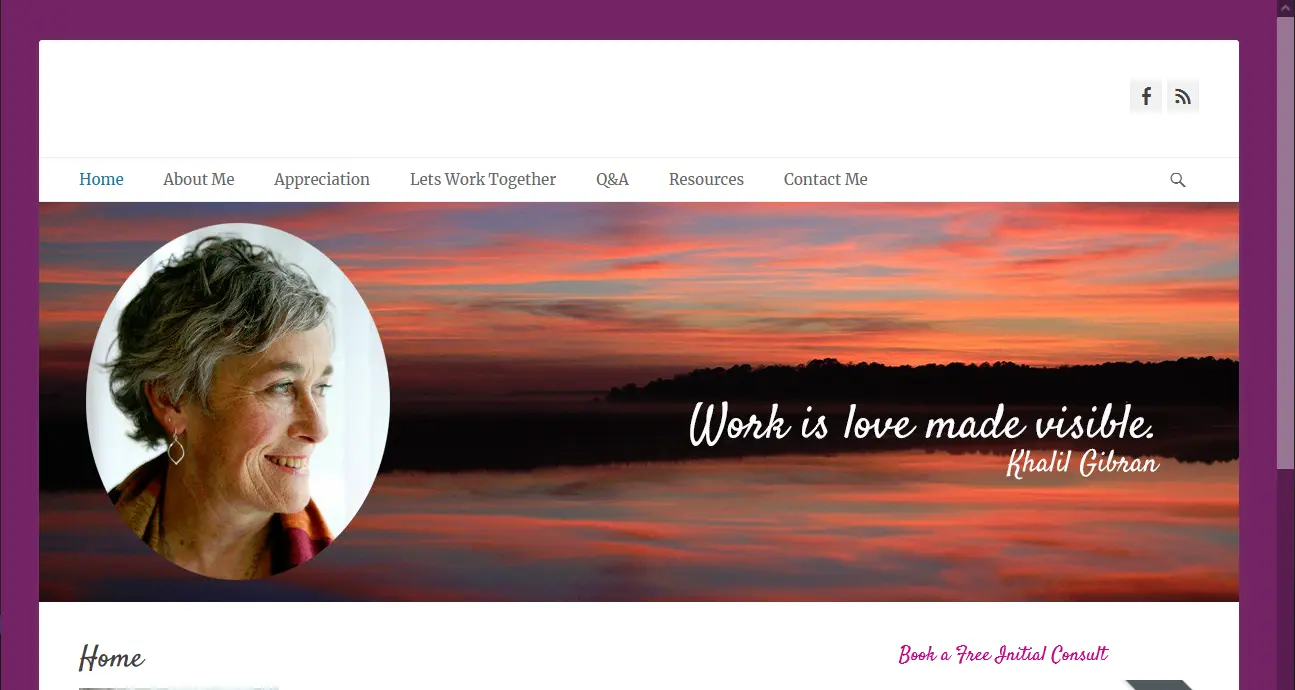 Home About Me Appreciation Lets Work Together Q&A Resources Contact Me
Work is love made visible.
Khalil Gibran
Home
Book a Free Initial Consult